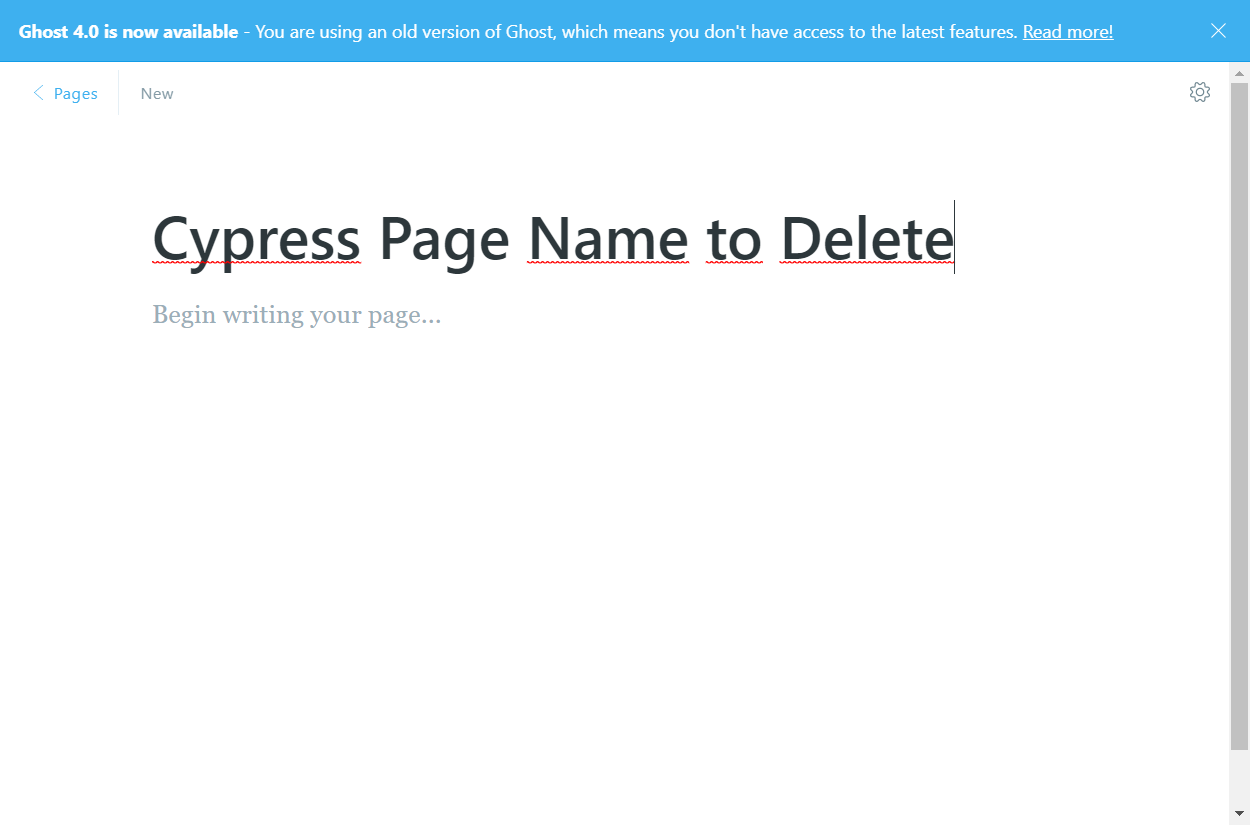 Ghost 4.0 is now available - You are using an old version of Ghost, which means you don't have access to the latest features. Read more!
Pages New
Cypress Page Name to Delete
Begin writing your page...